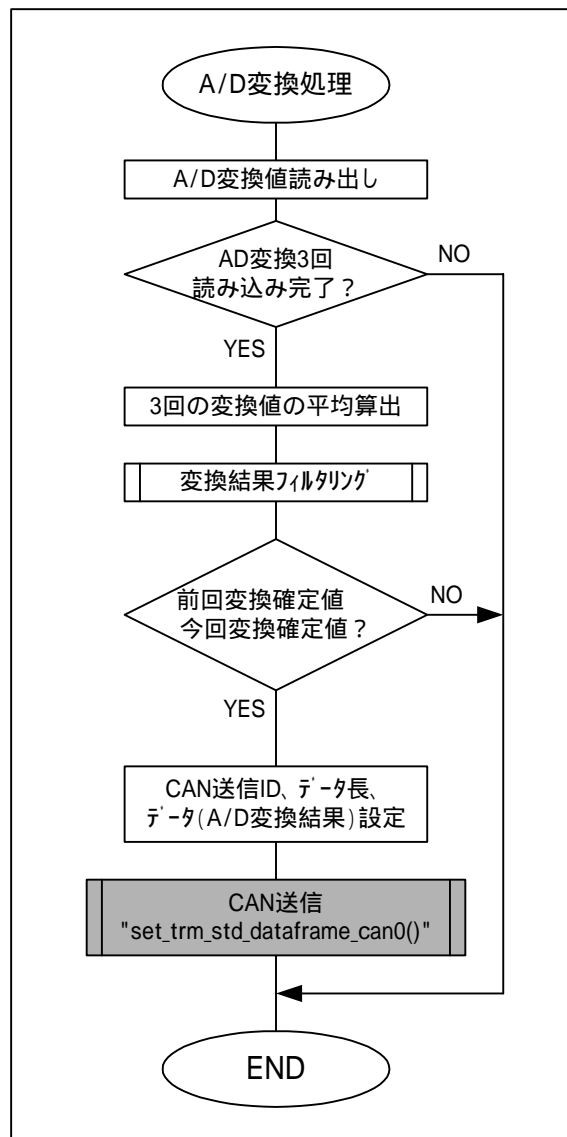 A/D変換処理
A/D変換値読み出し
AD変換3回
読み込み完了？
NO
YES
3回の変換値の平均算出
変換結果ﾌｨﾙﾀﾘﾝｸﾞ
前回変換確定値
今回変換確定値？
NO
YES
CAN送信ID、ﾃﾞｰﾀ長、
ﾃﾞｰﾀ(A/D変換結果)設定
CAN送信
"set_trm_std_dataframe_can0()"
END